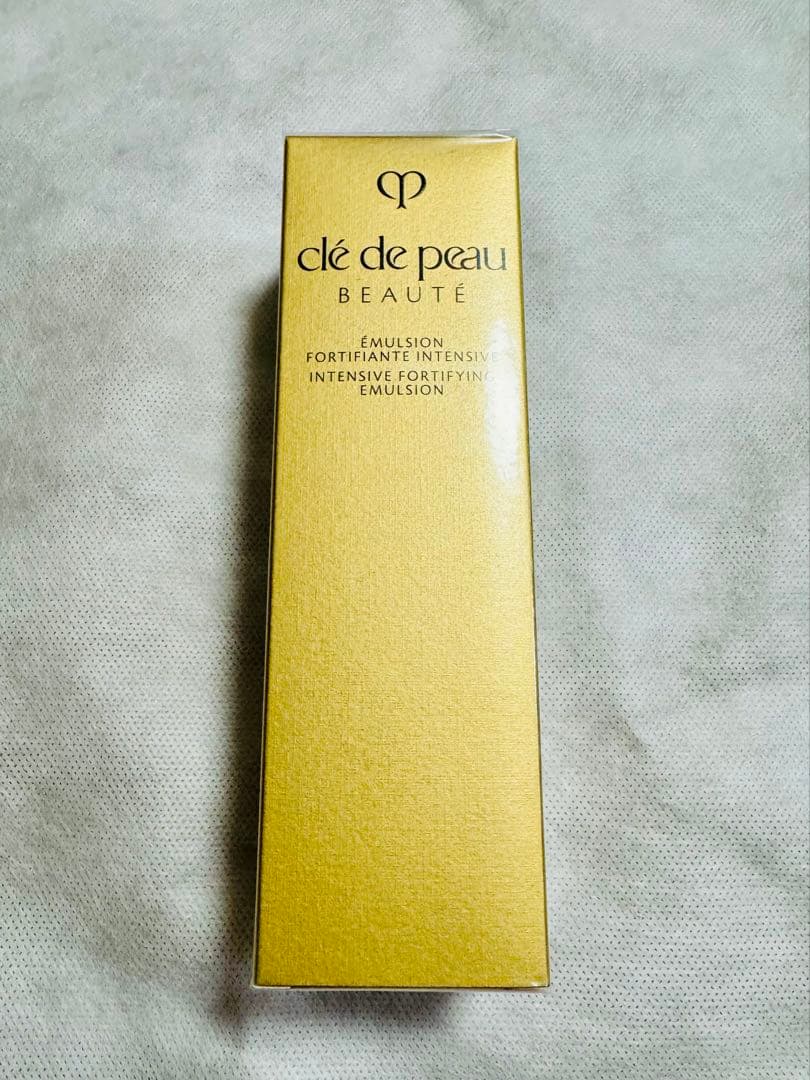 clé de peau
BEAUTÉ
ÉMULSION
FORTIFIANTE INTENSIVE
INTENSIVE FORTIFYING
EMULSION